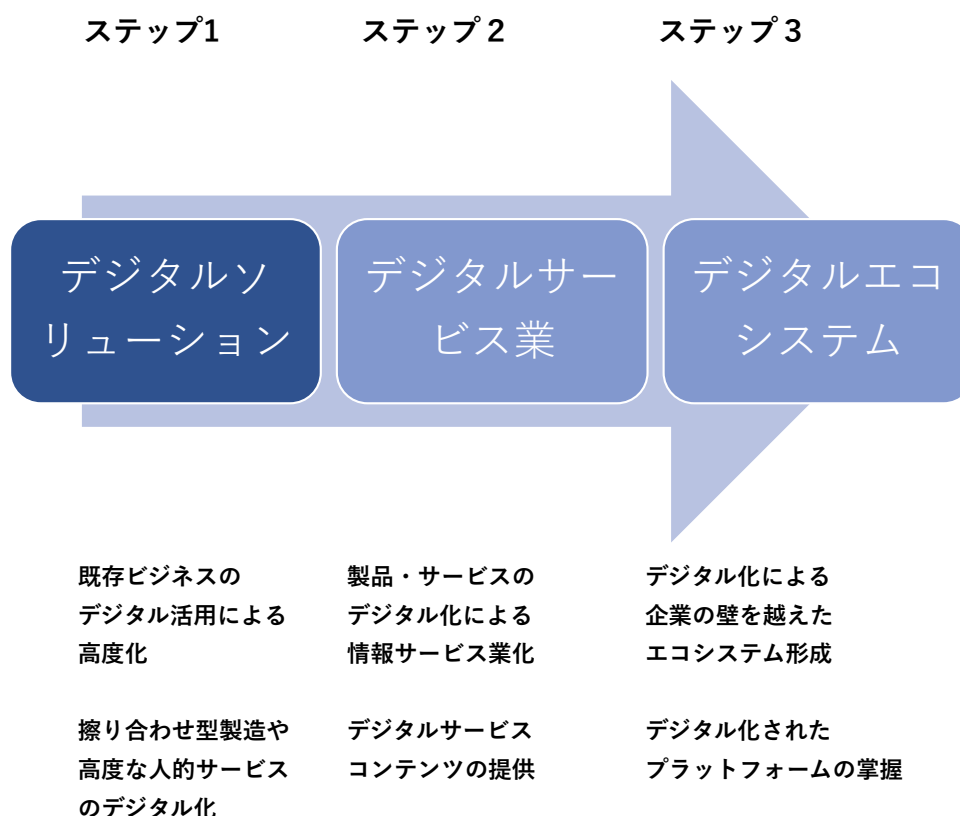 ステップ1
ステップ２
ステップ３
デジタルソ
リューション
デジタルサー
ビス業
デジタルエコ
システム
既存ビジネスの
デジタル活用による
高度化
擦り合わせ型製造や
高度な人的サービス
のデジタル化
製品・サービスの
デジタル化による
情報サービス業化
デジタルサービス
コンテンツの提供
デジタル化による
企業の壁を越えた
エコシステム形成
デジタル化された
プラットフォームの掌握